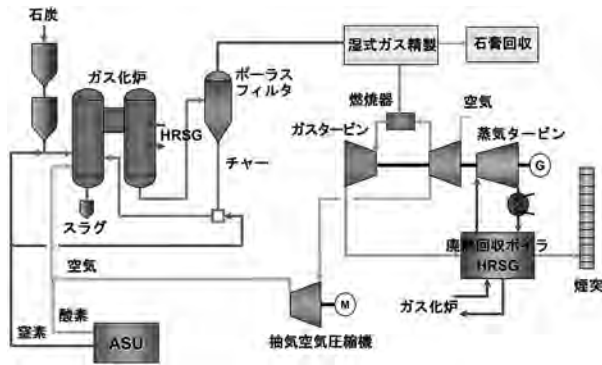 石炭
ガス化炉
HRSG
スラグ
ポーラス
フィルタ
チャー
湿式ガス精製
石膏回収
燃焼器
空気
ガスタービン
蒸気タービン
G
廃熱回収ボイラ
HRSG
煙突
ガス化炉
空気
M
抽気空気圧縮機
酸素
窒素
ASU